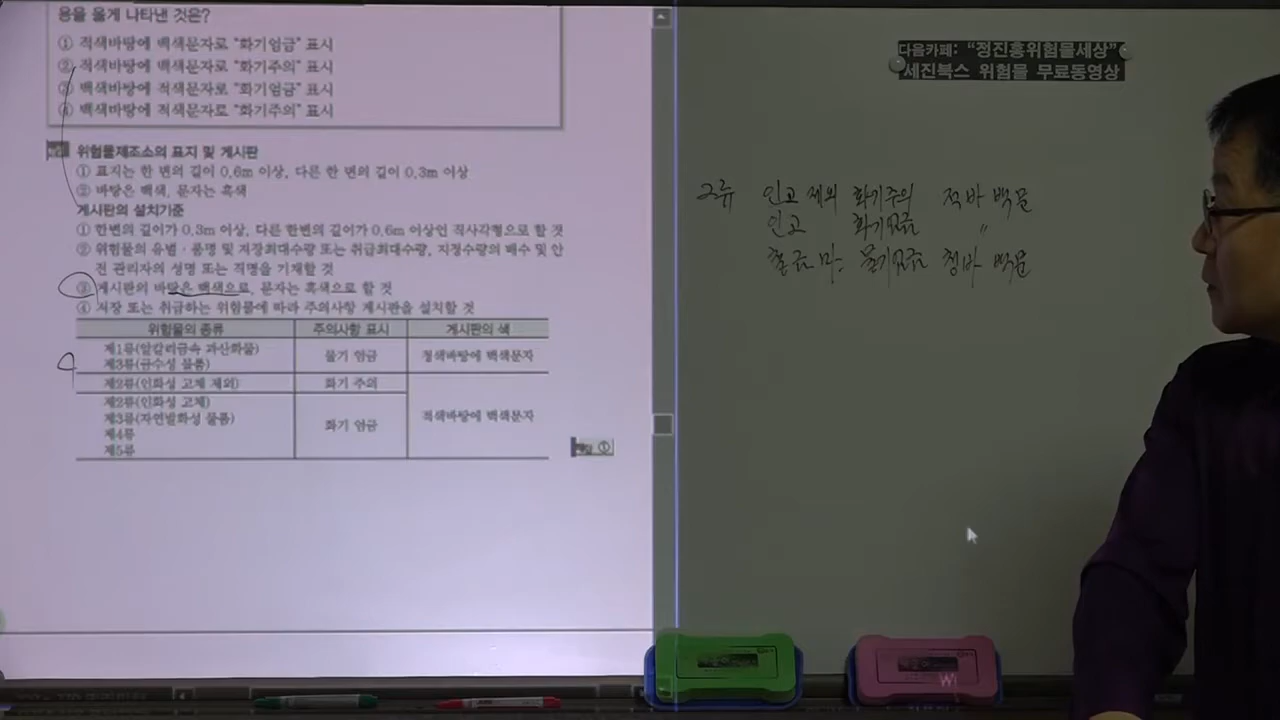 용을 옳게 나타낸 것은?
① 적색바탕에 백색문자로 "화기엄금" 표시
② 적색바탕에 백색문자로 "화기주의" 표시
③ 백색바탕에 적색문자로 "화기엄금" 표시
④ 백색바탕에 적색문자로 "화기주의" 표시
위험물제조소의 표지 및 게시판
① 표지는 한 변의 길이 0.6m 이상, 다른 한 변의 길이 0.3m 이상
② 바탕은 백색, 문자는 흑색
게시판의 설치기준
① 한변의 길이가 0.3m 이상, 다른 한변의 길이가 0.6m 이상인 직사각형으로 할 것
② 위험물의 유별·품명 및 저장최대수량 또는 취급최대수량, 지정수량의 배수 및 안
전 관리자의 성명 또는 직명을 기재할 것
③ 게시판의 바탕은 백색으로, 문자는 흑색으로 할 것
④ 저장 또는 취급하는 위험물에 따라 주의사항 게시판을 설치할 것
위험물의 종류 주의사항 표시 게시판의 색
제1류(알칼리금속 과산화물)
제3류(금수성 물품)
물기 엄금 청색바탕에 백색문자
제2류(인화성 고체 제외) 화기 주의
제2류(인화성 고체)
제3류(자연발화성 물품)
제4류
제5류
화기 엄금 적색바탕에 백색문자
①
다음카페: "정진홍위험물세상"
세진북스 위험물 무료동영상
2류 인고 제외 화기주의 적바 백문
인고 화기엄금 "
철금마: 물기엄금 청바 백문